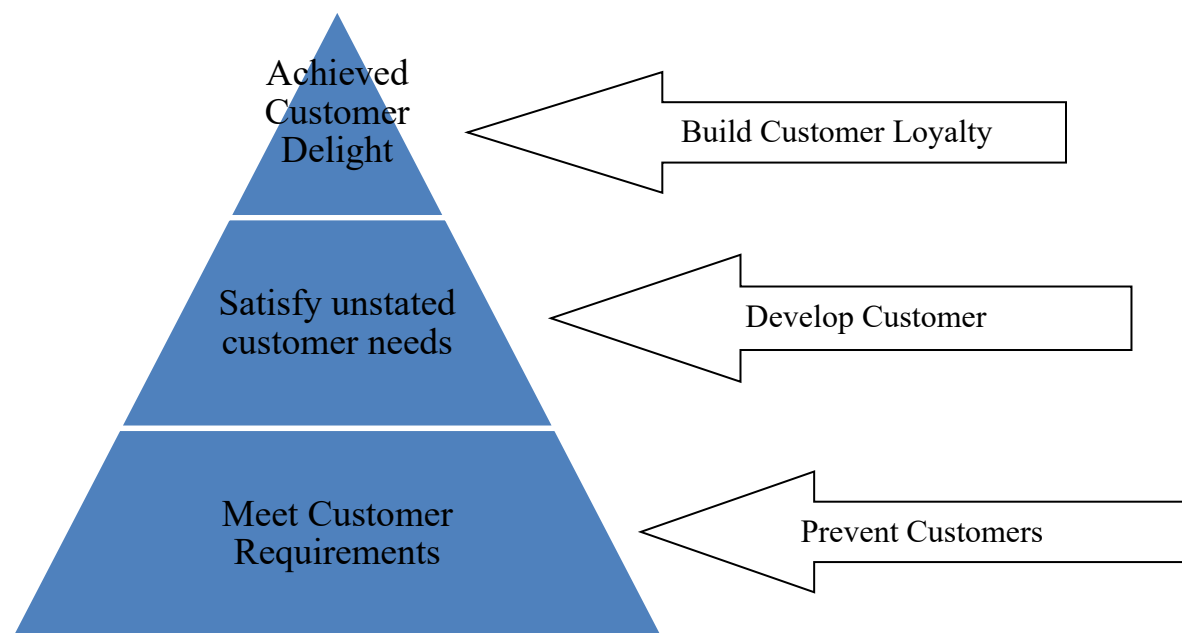 Achieved
Customer
Delight
Build Customer Loyalty
Satisfy unstated
customer needs
Develop Customer
Meet Customer
Requirements
Prevent Customers